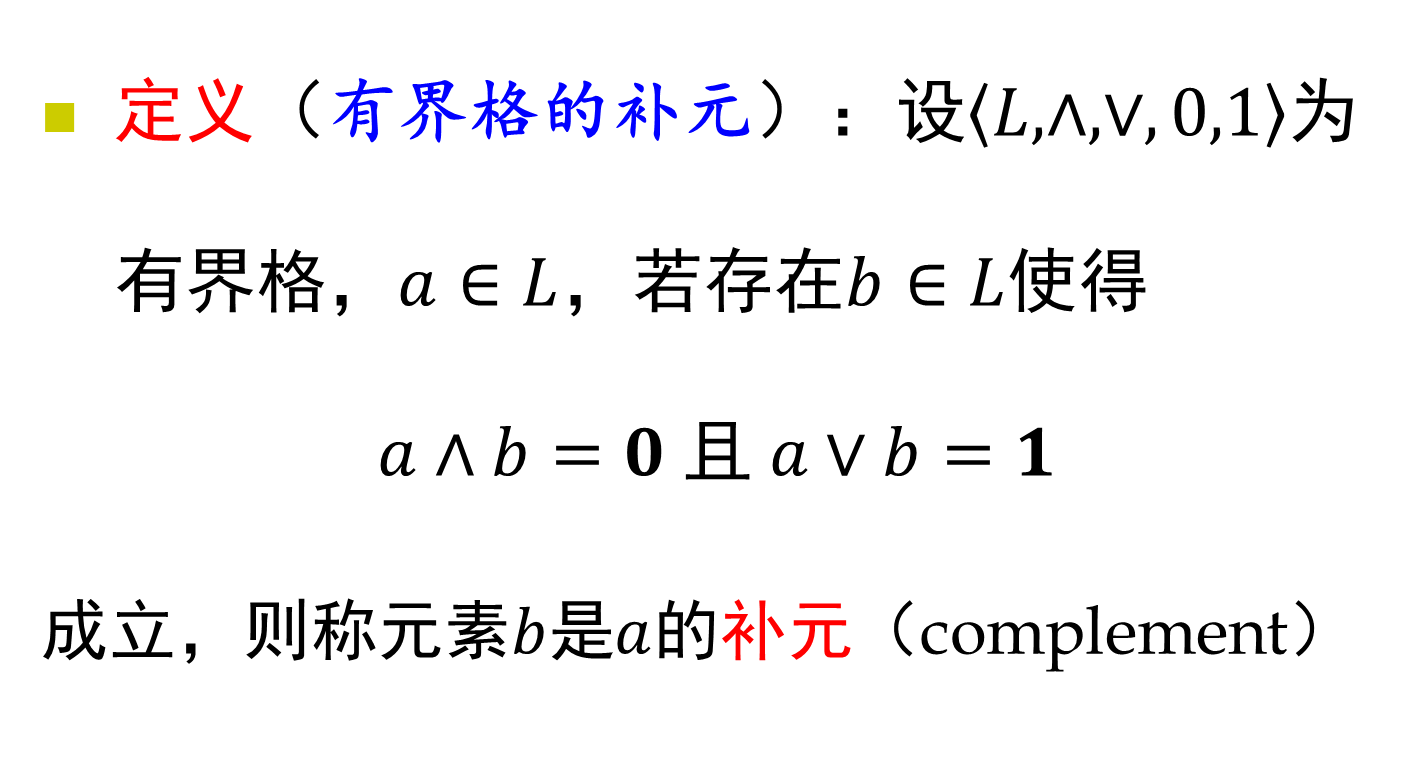 ■ 定义（有界格的补元）：设⟨L,∧,∨, 0,1⟩为
有界格，a ∈ L，若存在b ∈ L使得
a ∧ b = 0 且 a ∨ b = 1
成立，则称元素b是a的补元（complement）